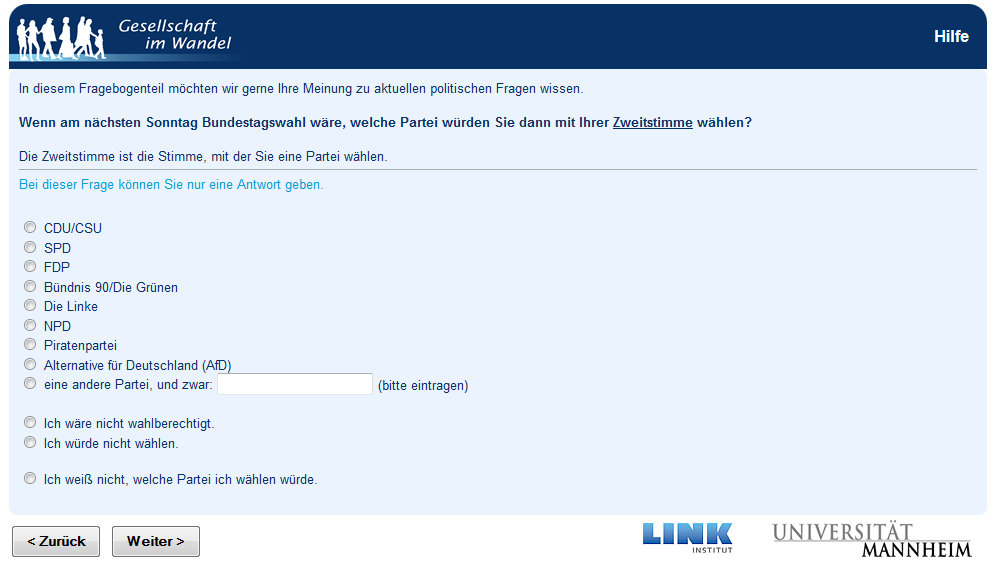 Gesellschaft
im Wandel
Hilfe
In diesem Fragebogenteil möchten wir gerne Ihre Meinung zu aktuellen politischen Fragen wissen.
Wenn am nächsten Sonntag Bundestagswahl wäre, welche Partei würden Sie dann mit Ihrer Zweitstimme wählen?
Die Zweitstimme ist die Stimme, mit der Sie eine Partei wählen.
Bei dieser Frage können Sie nur eine Antwort geben.
CDU/CSU
SPD
FDP
Bündnis 90/Die Grünen
Die Linke
NPD
Piratenpartei
Alternative für Deutschland (AfD)
eine andere Partei, und zwar: (bitte eintragen)
Ich wäre nicht wahlberechtigt.
Ich würde nicht wählen.
Ich weiß nicht, welche Partei ich wählen würde.
< Zurück Weiter >
LINK
INSTITUT
UNIVERSITÄT
MANNHEIM